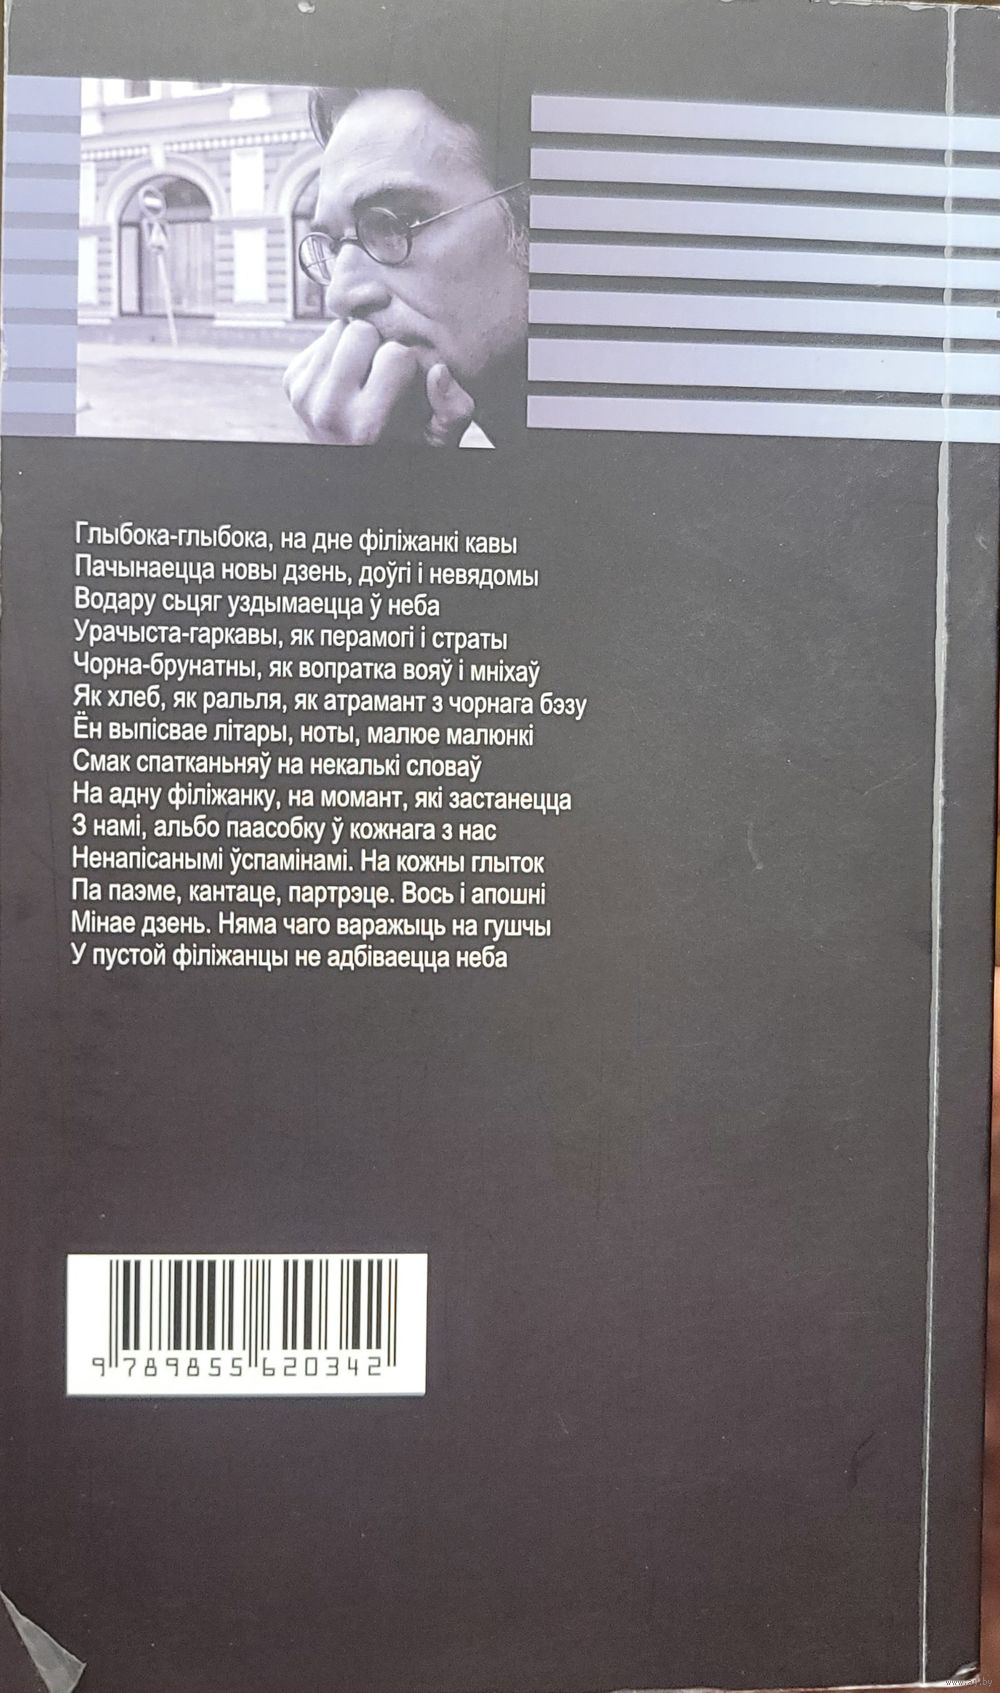 Глыбока-глыбока, на дне філіжанкі кавы
Пачынаецца новы дзень, доўгі і невядомы
Водару сьцяг уздымаецца ў неба
Урачыста-гаркавы, як перамогі і страты
Чорна-брунатны, як вопратка вояў і мніхаў
Як хлеб, як ральля, як атрамант з чорнага бэзу
Ён выпісвае літары, ноты, малюе малюнкі
Смак спатканьняў на некалькі словаў
На адну філіжанку, на момант, які застанецца
З намі, альбо паасобку ў кожнага з нас
Ненапісанымі ўспамінамі. На кожны глыток
Па паэме, кантаце, партрэце. Вось і апошні
Мінае дзень. Няма чаго варажыць на гушчы
У пустой філіжанцы не адбіваецца неба
9 789855 620342